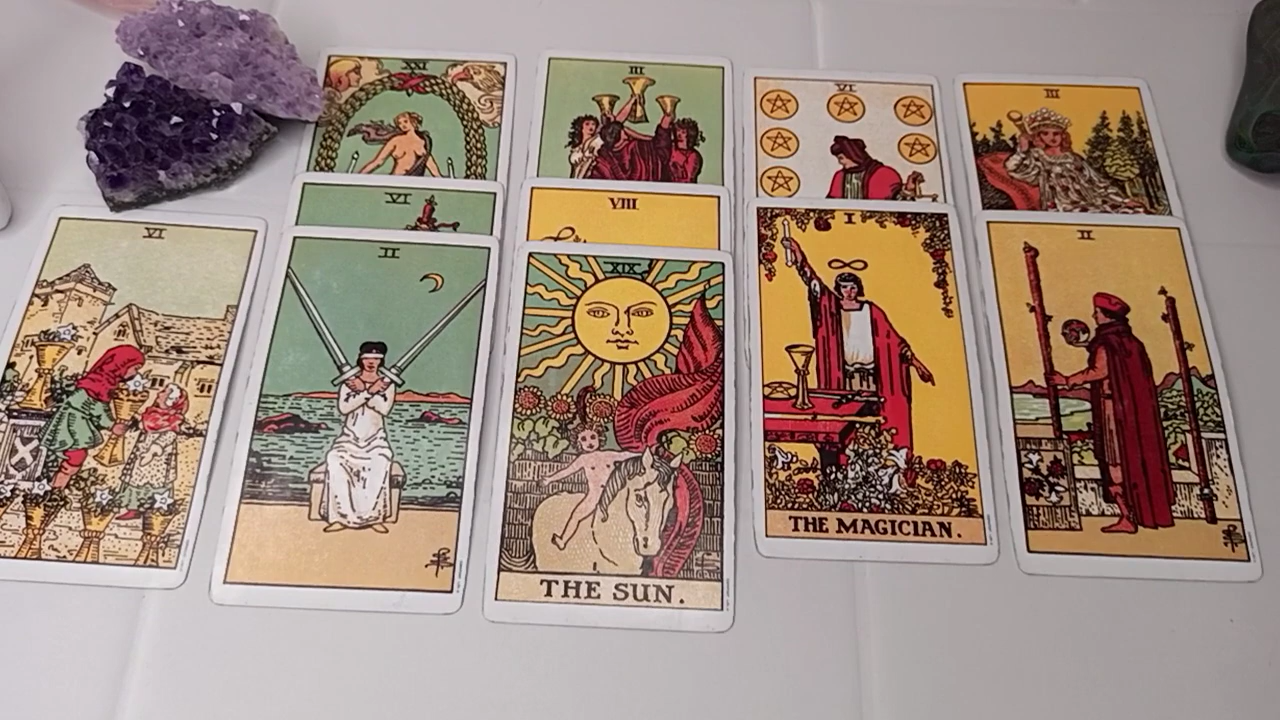 XXI
III
VI
III
VI
VIII
VI
II
XIX
I
II
THE SUN.
THE MAGICIAN.